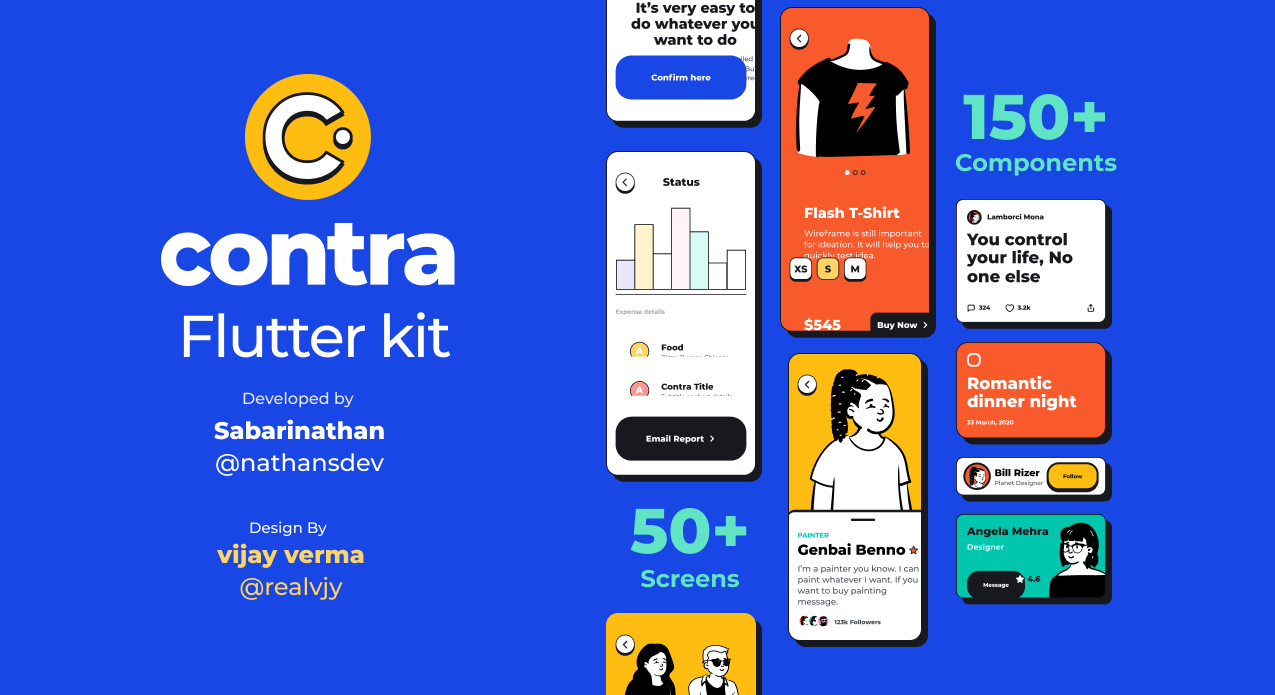 contra
Flutter kit
Developed by
Sabarinathan
@nathansdev
Design By
vijay verma
@realvjy
It's very easy to
do whatever you
want to do
Confirm here
Status
Expense details
A
Food
A
Contra Title
Email Report
50+
Screens
Flash T-Shirt
Wireframe is still important
for ideation. It will help you to
quickly test idea.
XS
S
M
$545
Buy Now
PAINTER
Genbai Benno
I'm a painter you know. I can
paint whatever I want. If you
want to buy painting
message.
123k Followers
150+
Components
Lamborci Mona
You control
your life, No
one else
324
3.2k
Romantic
dinner night
33 March, 2020
Bill Rizer
Planet Designer
Follow
Angela Mehra
Designer
Message
4.6